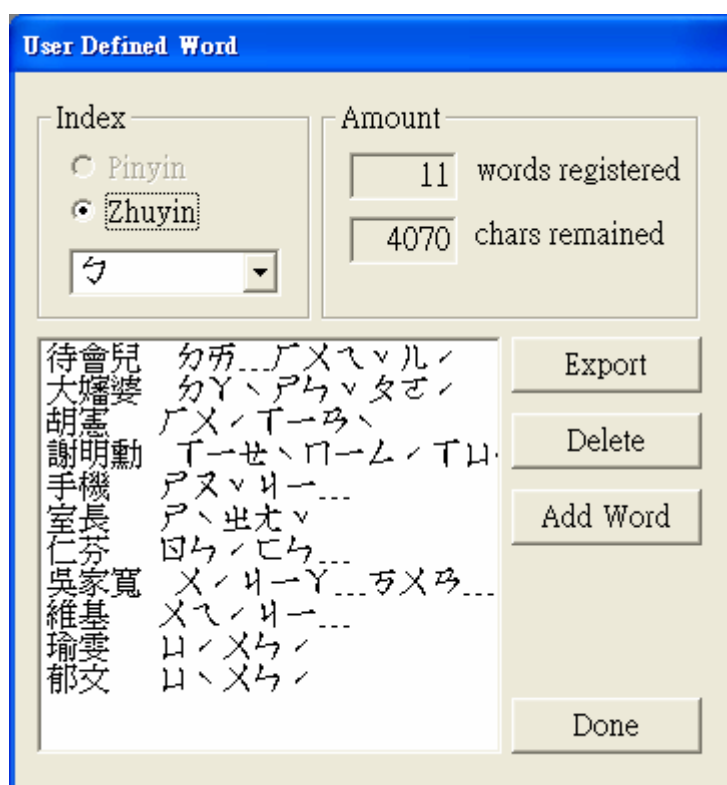 User Defined Word
Index
Pinyin
Zhuyin
ㄅ
Amount
11 words registered
4070 chars remained
待會兒 ㄉㄞ…ㄏㄨㄟˇㄦˊ
大嬸婆 ㄉㄚˋㄕㄣˇㄆㄛˊ
胡憲 ㄏㄨˊㄒㄧㄢˋ
謝明勳 ㄒㄧㄝˋㄇㄧㄥˊㄒㄩ
手機 ㄕㄡˇㄐㄧ…
室長 ㄕˋㄓㄤˇ
仁芬 ㄖㄣˊㄈㄣ…
吳家寬 ㄨˊㄐㄧㄚ…ㄎㄨㄢ…
維基 ㄨㄟˊㄐㄧ…
瑜雯 ㄩˊㄨㄣˊ
郁文 ㄩˋㄨㄣˊ
Export
Delete
Add Word
Done